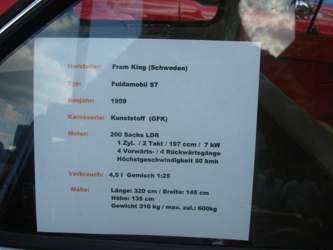 Hersteller: Fram King (Schweden)
Typ: Fuldamobil S7
Baujahr: 1959
Karosserie: Kunststoff (GFK)
Motor: 200 Sachs LDR
1 Zyl. / 2 Takt / 197 ccm / 7 kW
4 Vorwärts- / 4 Rückwärtsgänge
Höchstgeschwindigkeit 80 kmh
Verbrauch: 4,5 l Gemisch 1:25
Maße: Länge: 320 cm / Breite: 145 cm
Höhe: 135 cm
Gewicht 310 kg / max. zul.: 500kg